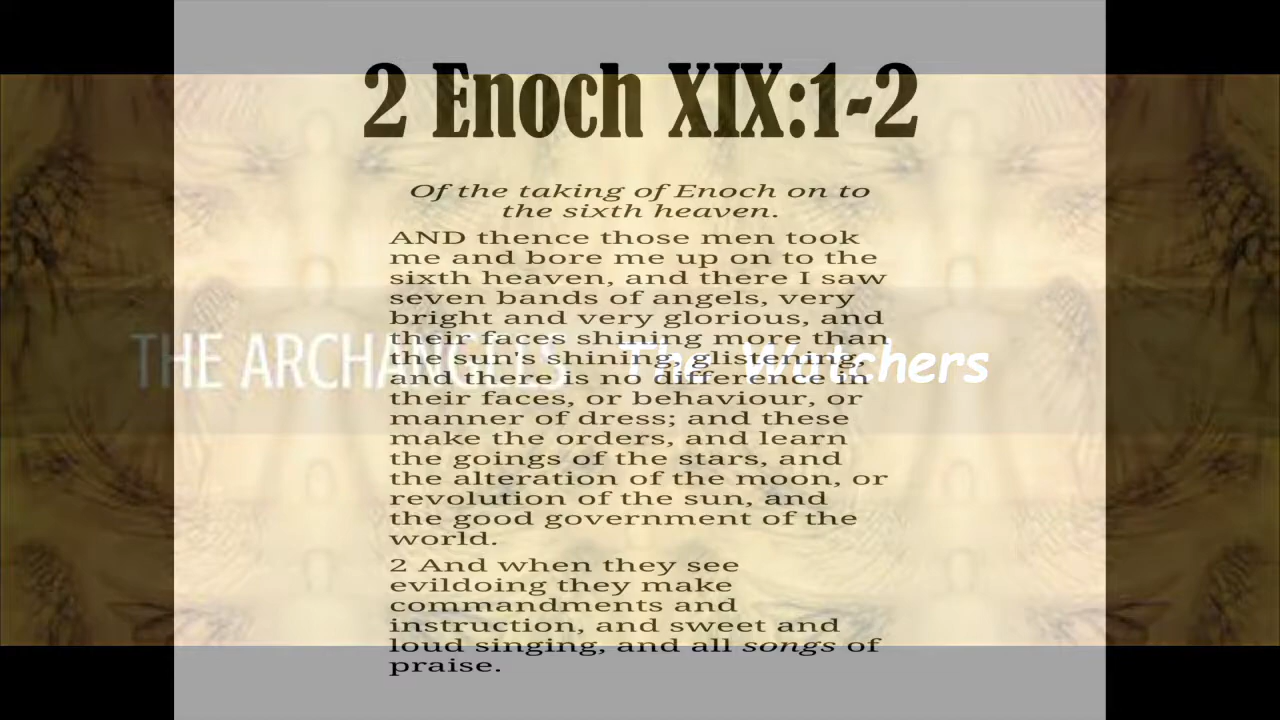 2 Enoch XIX:1-2
Of the taking of Enoch on to
the sixth heaven.
AND thence those men took
me and bore me up on to the
sixth heaven, and there I saw
seven bands of angels, very
bright and very glorious, and
their faces shining more than
the sun's shining, glistening,
and there is no difference in
their faces, or behaviour, or
manner of dress; and these
make the orders, and learn
the goings of the stars, and
the alteration of the moon, or
revolution of the sun, and
the good government of the
world.
2 And when they see
evildoing they make
commandments and
instruction, and sweet and
loud singing, and all songs of
praise.
THE ARCHANGELS The Watchers